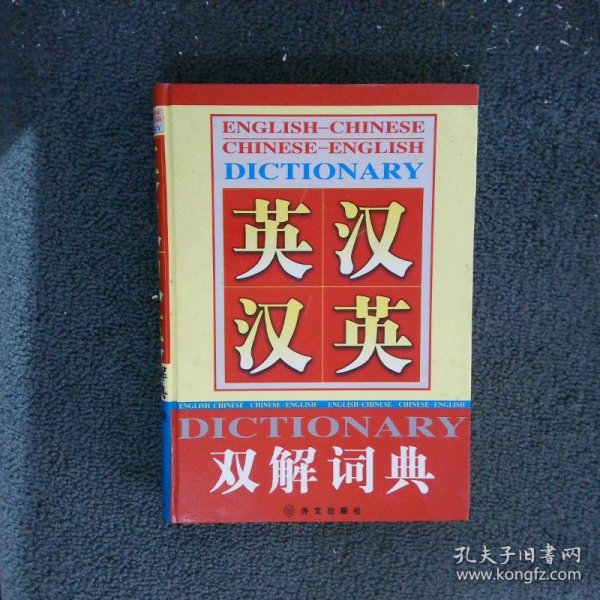 ENGLISH-CHINESE
CHINESE-ENGLISH
DICTIONARY
英汉
汉英
ENGLISH CHINESE CHINESE-ENGLISH ENGLISH-CHINESE CHINESE-ENGLISH
DICTIONARY
双解词典
外文出版社
孔夫子旧书网
www.kongfz.com